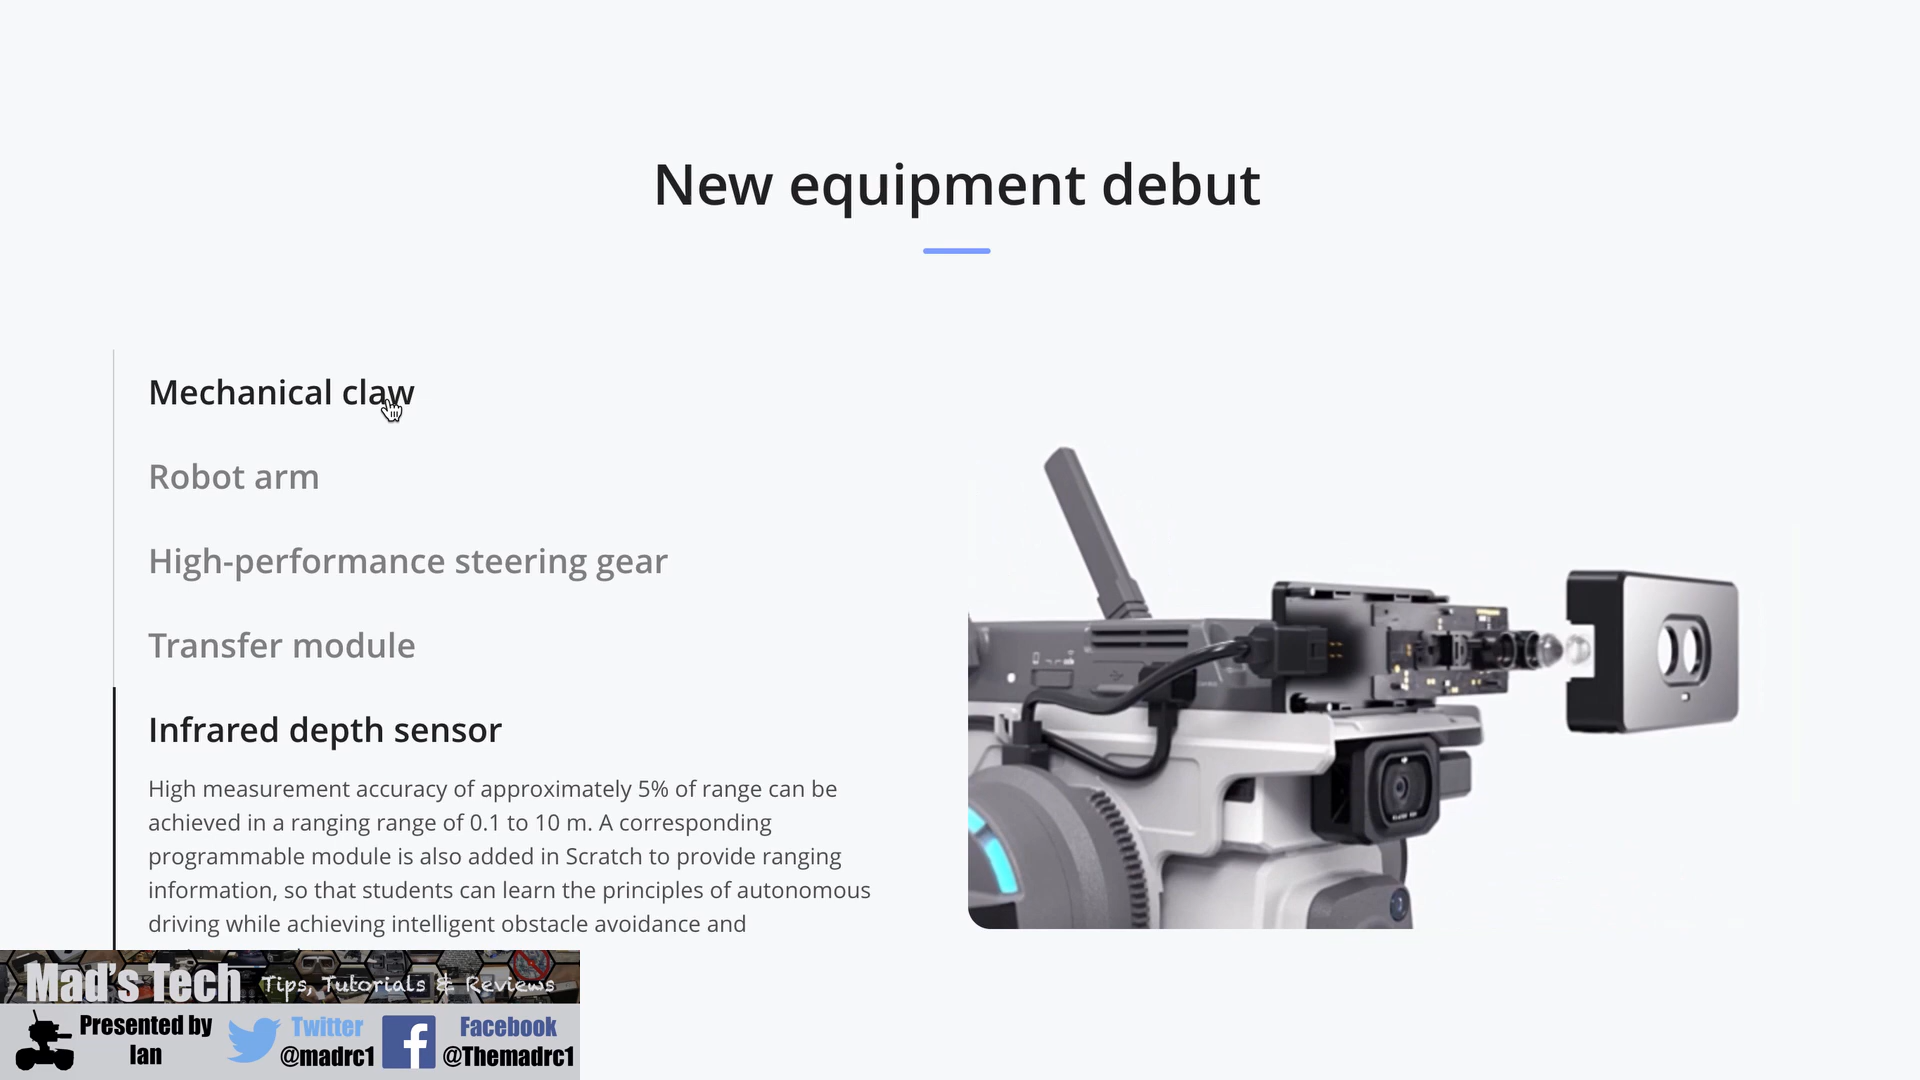 New equipment debut
Mechanical claw
Robot arm
High-performance steering gear
Transfer module
Infrared depth sensor
High measurement accuracy of approximately 5% of range can be
achieved in a ranging range of 0.1 to 10 m. A corresponding
programmable module is also added in Scratch to provide ranging
information, so that students can learn the principles of autonomous
driving while achieving intelligent obstacle avoidance and
Mad's Tech Tips, Tutorials & Reviews
Presented by
Ian
Twitter
@madrc1
Facebook
@Themadrc1